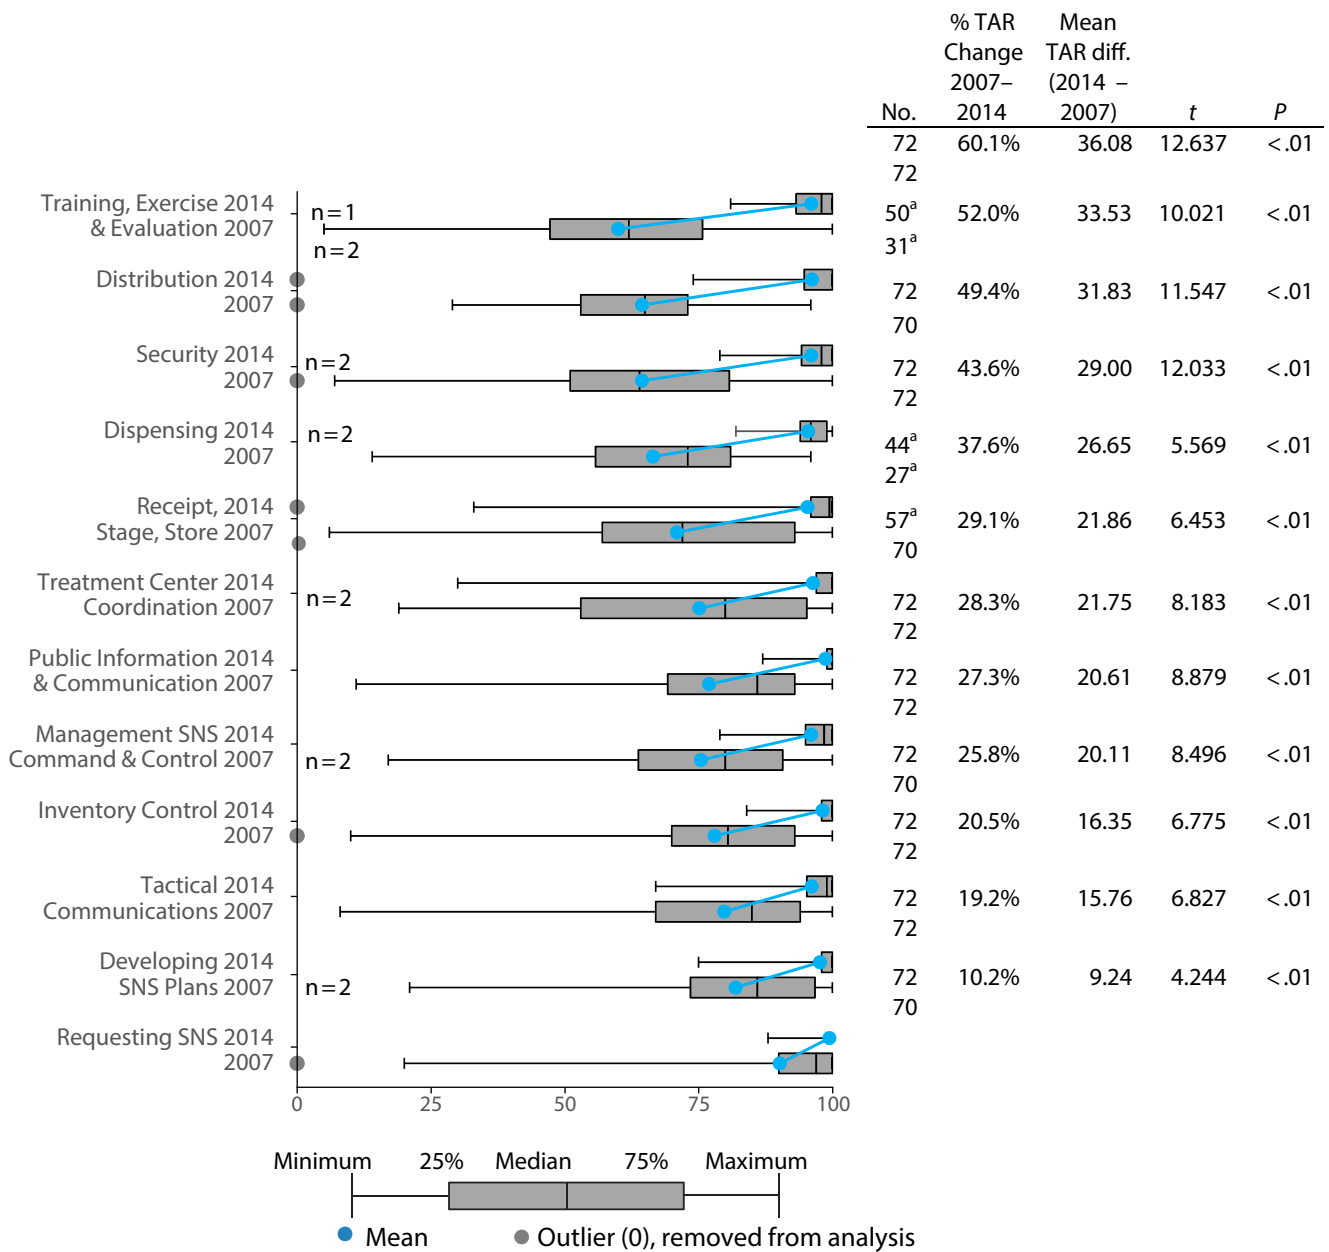 % TAR Mean
Change TAR diff.
2007– (2014 –
No. 2014 2007) t P
72 60.1% 36.08 12.637 <.01
72
Training, Exercise 2014
& Evaluation 2007
n=1
n=2
50a 52.0% 33.53 10.021 <.01
31a
Distribution 2014
2007
72 49.4% 31.83 11.547 <.01
70
Security 2014
2007
n=2
72 43.6% 29.00 12.033 <.01
72
Dispensing 2014
2007
n=2
44a 37.6% 26.65 5.569 <.01
27a
Receipt, 2014
Stage, Store 2007
57a 29.1% 21.86 6.453 <.01
70
Treatment Center 2014
Coordination 2007
n=2
72 28.3% 21.75 8.183 <.01
72
Public Information 2014
& Communication 2007
72 27.3% 20.61 8.879 <.01
72
Management SNS 2014
Command & Control 2007
n=2
72 25.8% 20.11 8.496 <.01
70
Inventory Control 2014
2007
72 20.5% 16.35 6.775 <.01
72
Tactical 2014
Communications 2007
72 19.2% 15.76 6.827 <.01
72
Developing 2014
SNS Plans 2007
n=2
72 10.2% 9.24 4.244 <.01
70
Requesting SNS 2014
2007
0 25 50 75 100
Minimum 25% Median 75% Maximum
Mean Outlier (0), removed from analysis